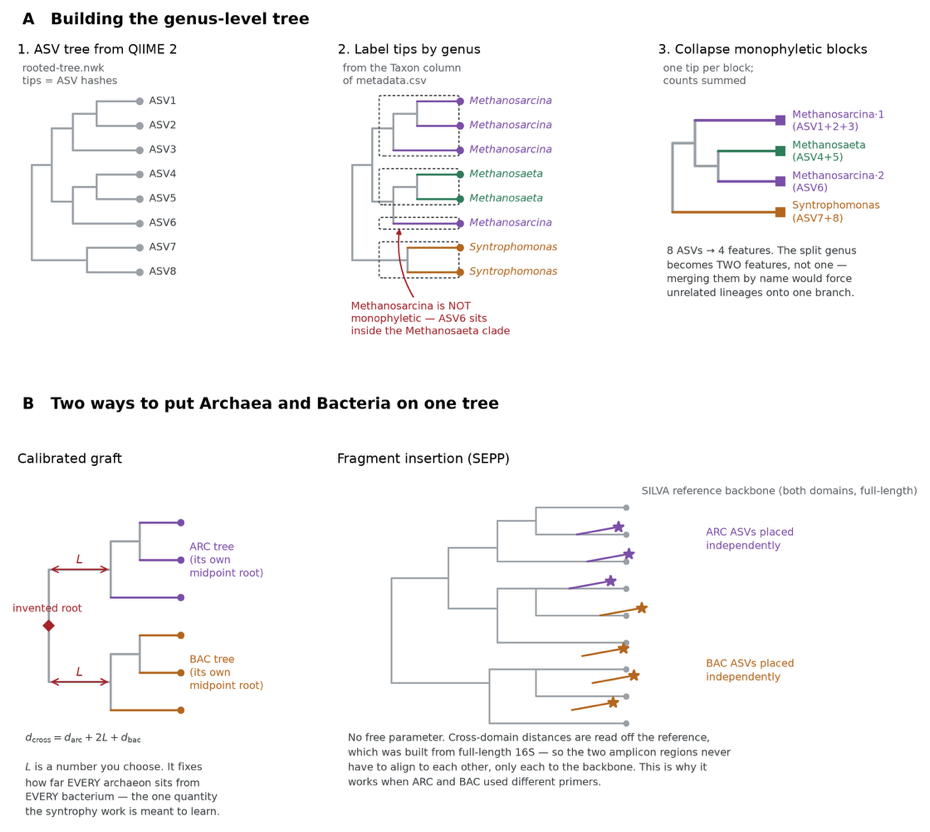 A Building the genus-level tree
1. ASV tree from QIIME 2
rooted-tree.nwk
tips = ASV hashes
ASV1
ASV2
ASV3
ASV4
ASV5
ASV6
ASV7
ASV8
2. Label tips by genus
from the Taxon column
of metadata.csv
Methanosarcina
Methanosarcina
Methanosarcina
Methanosaeta
Methanosaeta
Methanosarcina
Syntrophomonas
Syntrophomonas
Methanosarcina is NOT
monophyletic — ASV6 sits
inside the Methanosaeta clade
3. Collapse monophyletic blocks
one tip per block;
counts summed
Methanosarcina·1
(ASV1+2+3)
Methanosaeta
(ASV4+5)
Methanosarcina·2
(ASV6)
Syntrophomonas
(ASV7+8)
8 ASVs → 4 features. The split genus
becomes TWO features, not one —
merging them by name would force
unrelated lineages onto one branch.
B Two ways to put Archaea and Bacteria on one tree
Calibrated graft
L
ARC tree
(its own
midpoint root)
invented root
L
BAC tree
(its own
midpoint root)
d_cross = d_arc + 2L + d_bac
L is a number you choose. It fixes
how far EVERY archaeon sits from
EVERY bacterium — the one quantity
the syntrophy work is meant to learn.
Fragment insertion (SEPP)
SILVA reference backbone (both domains, full-length)
ARC ASVs placed
independently
BAC ASVs placed
independently
No free parameter. Cross-domain distances are read off the reference,
which was built from full-length 16S — so the two amplicon regions never
have to align to each other, only each to the backbone. This is why it
works when ARC and BAC used different primers.